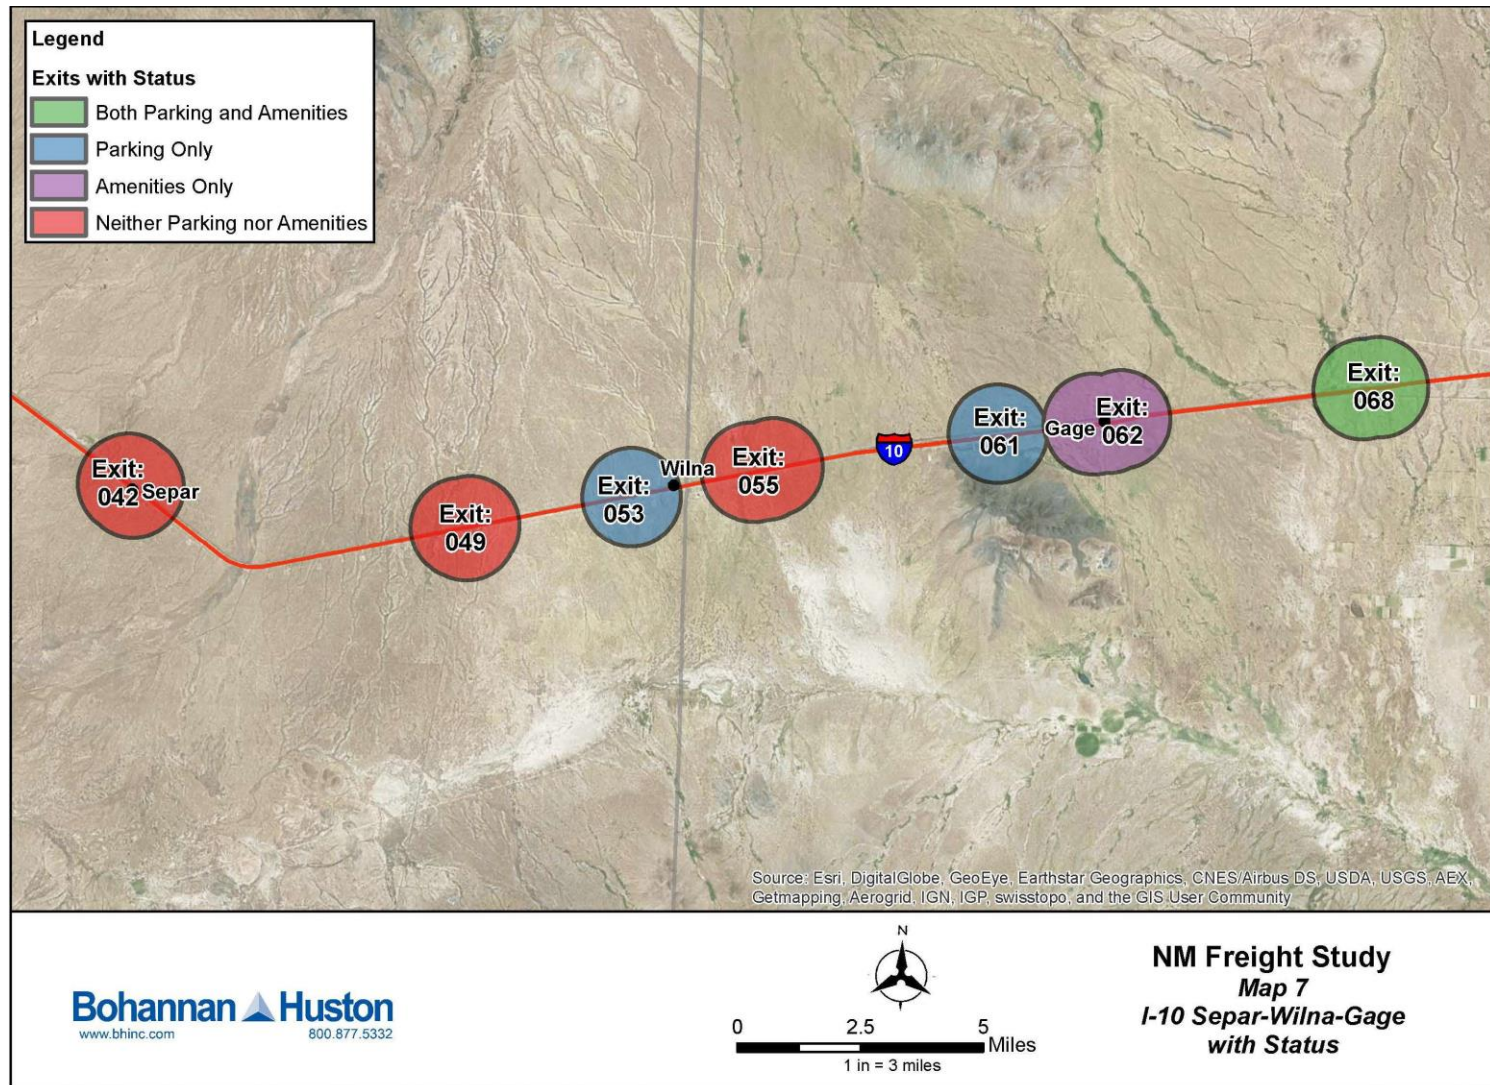 Legend
Exits with Status
Both Parking and Amenities
Parking Only
Amenities Only
Neither Parking nor Amenities
Exit:
042
Separ
Exit:
049
Exit:
053
Wilna
Exit:
055
10
Exit:
061
Gage
Exit:
062
Exit:
068
Source: Esri, DigitalGlobe, GeoEye, Earthstar Geographics, CNES/Airbus DS, USDA, USGS, AEX,
Getmapping, Aerogrid, IGN, IGP, swisstopo, and the GIS User Community
Bohannan Huston
www.bhinc.com 800.877.5332
N
0 2.5 5
Miles
1 in = 3 miles
NM Freight Study
Map 7
I-10 Separ-Wilna-Gage
with Status